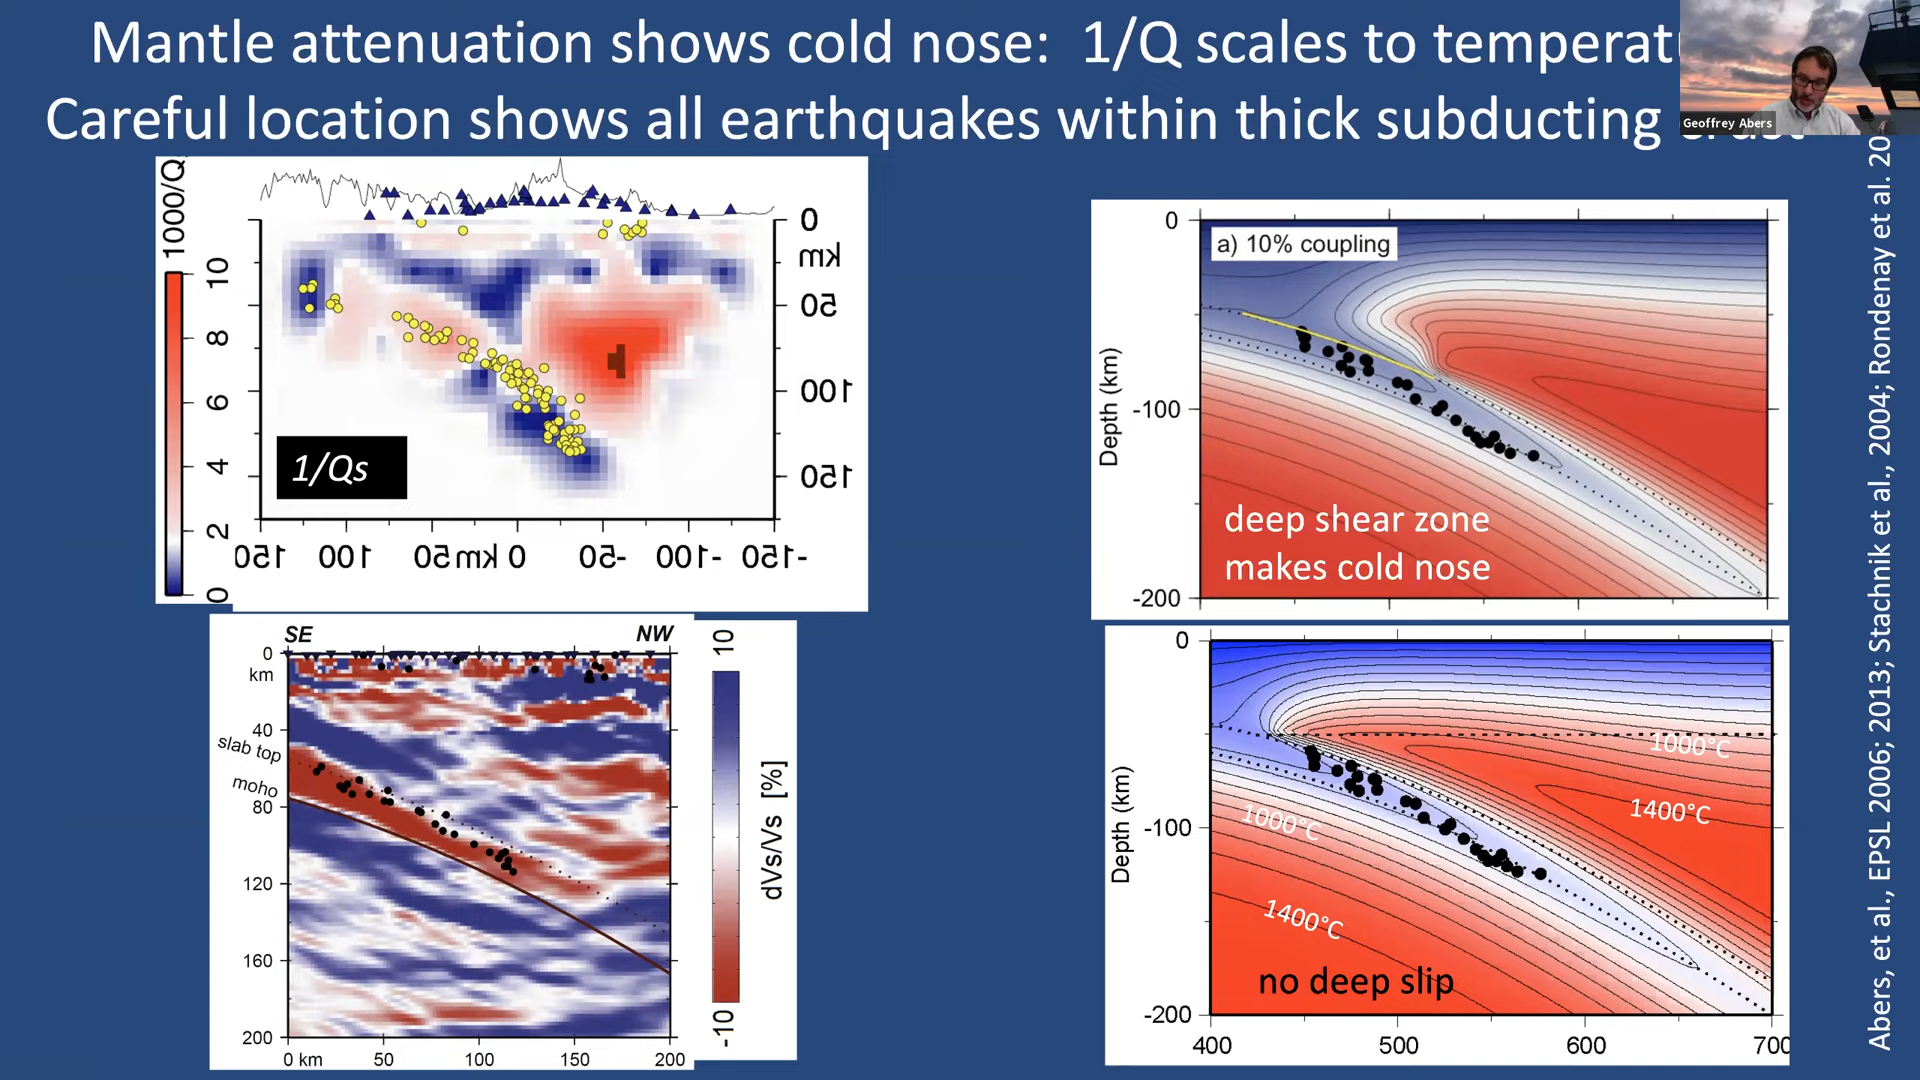 Mantle attenuation shows cold nose: 1/Q scales to temperatu
Careful location shows all earthquakes within thick subducting crust
Geoffrey Abers
1000/Q
10
8
6
4
2
0
1/Qs
0
km
50
100
150
150
100
50
km
0
-50
-100
-150
a) 10% coupling
0
-100
-200
Depth (km)
deep shear zone
makes cold nose
SE
NW
0
km
40
slab top
moho
80
120
160
200
0 km
50
100
150
200
10
dVs/Vs [%]
-10
0
-100
-200
Depth (km)
1000°C
1400°C
1000°C
1400°C
no deep slip
400
500
600
700
Abers, et al., EPSL 2006; 2013; Stachnik et al., 2004; Rondenay et al. 20